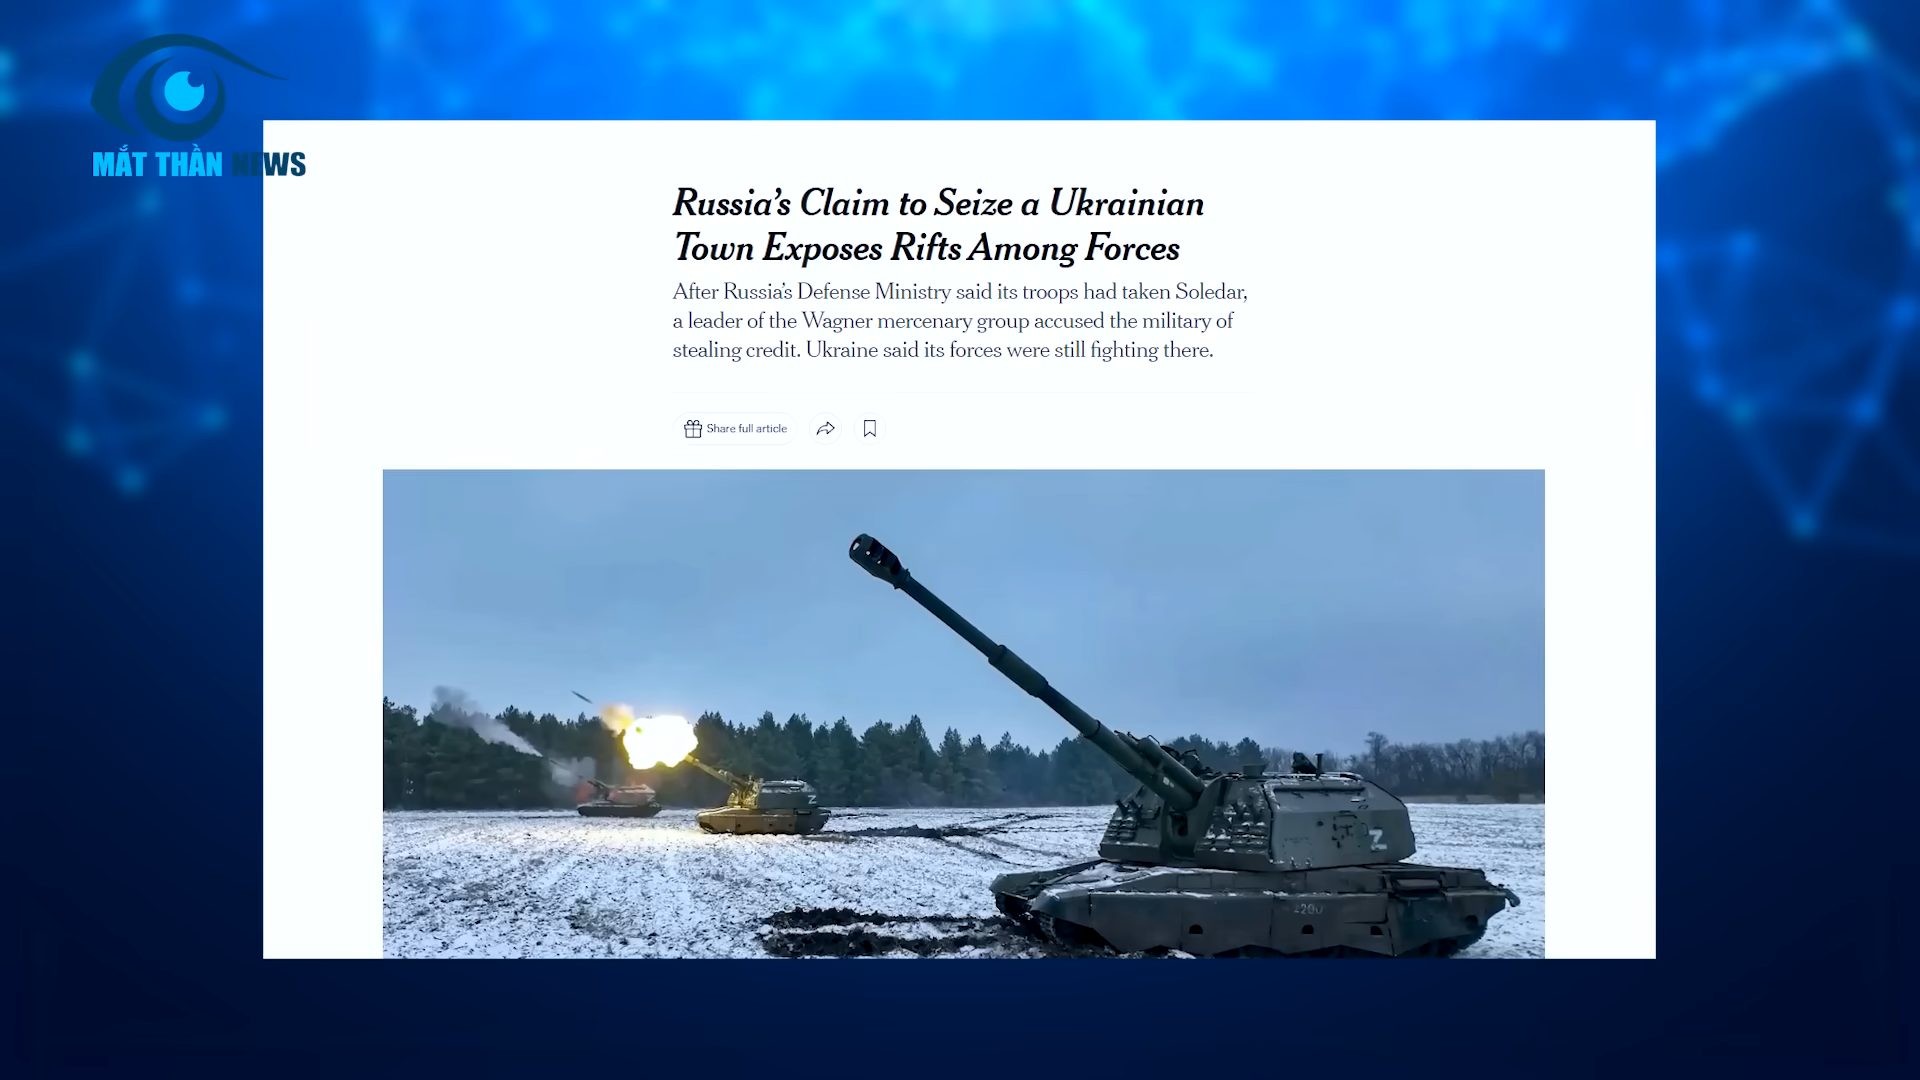 MẮT THẦN NEWS
Russia's Claim to Seize a Ukrainian
Town Exposes Rifts Among Forces
After Russia's Defense Ministry said its troops had taken Soledar,
a leader of the Wagner mercenary group accused the military of
stealing credit. Ukraine said its forces were still fighting there.
Share full article
Z
Z